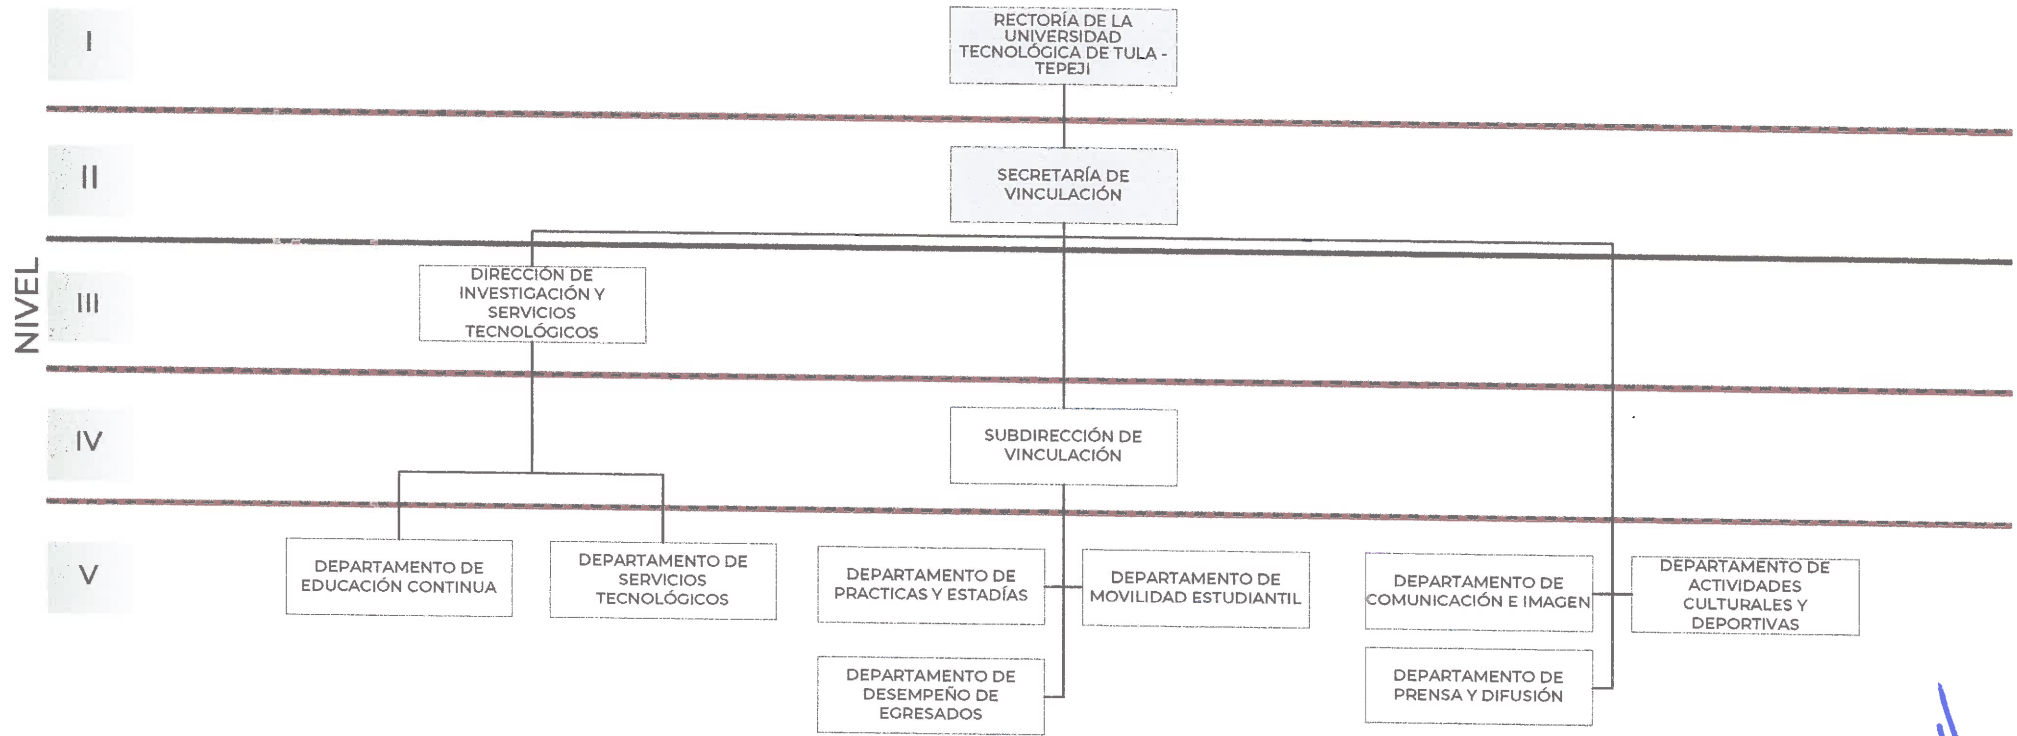 NIVEL
I
RECTORÍA DE LA
UNIVERSIDAD
TECNOLÓGICA DE TULA -
TEPEJI
II
SECRETARÍA DE
VINCULACIÓN
III
DIRECCIÓN DE
INVESTIGACIÓN Y
SERVICIOS
TECNOLÓGICOS
IV
SUBDIRECCIÓN DE
VINCULACIÓN
V
DEPARTAMENTO DE
EDUCACIÓN CONTINUA
DEPARTAMENTO DE
SERVICIOS
TECNOLÓGICOS
DEPARTAMENTO DE
PRACTICAS Y ESTADÍAS
DEPARTAMENTO DE
MOVILIDAD ESTUDIANTIL
DEPARTAMENTO DE
COMUNICACIÓN E IMAGEN
DEPARTAMENTO DE
ACTIVIDADES
CULTURALES Y
DEPORTIVAS
DEPARTAMENTO DE
DESEMPEÑO DE
EGRESADOS
DEPARTAMENTO DE
PRENSA Y DIFUSIÓN